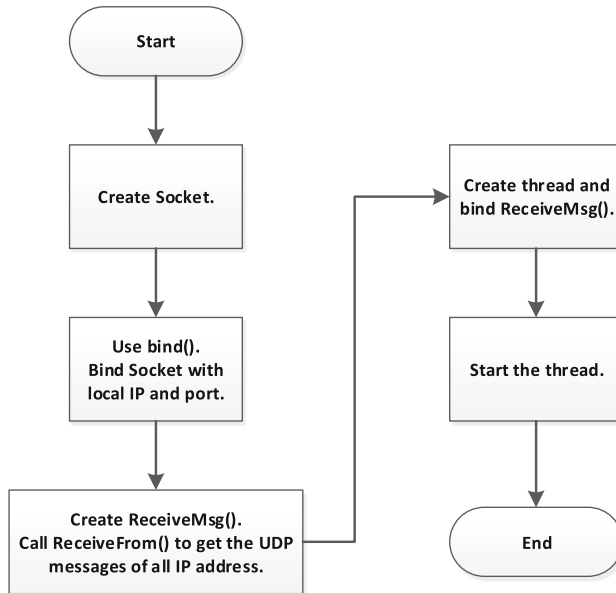 Start
Create Socket.
Use bind().
Bind Socket with
local IP and port.
Create ReceiveMsg().
Call ReceiveFrom() to get the UDP
messages of all IP address.
Create thread and
bind ReceiveMsg().
Start the thread.
End